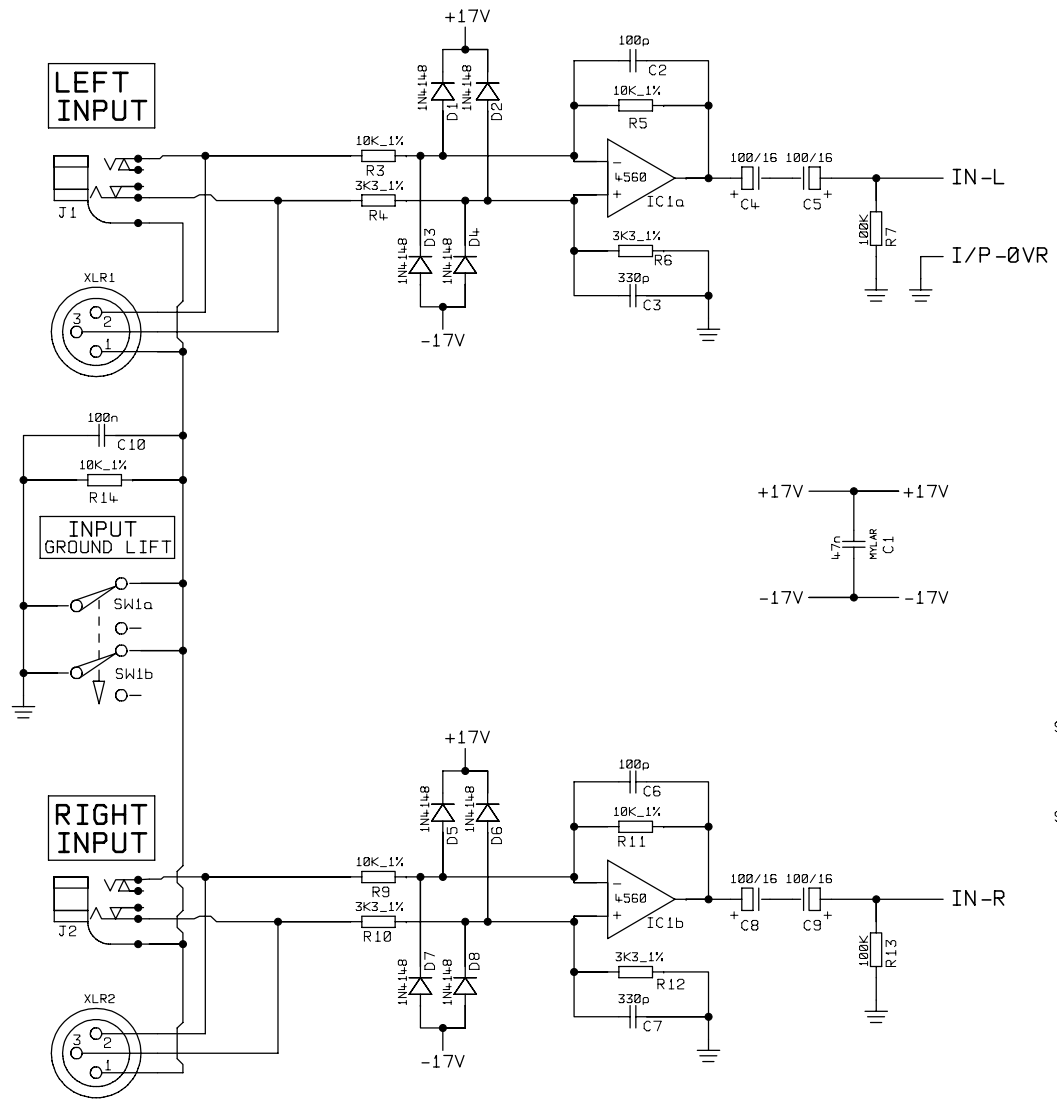 +17V
100p
C2
LEFT
INPUT
1N4148
D1
1N4148
D2
10K_1%
R5
10K_1%
R3
100/16 100/16
4560
IN-L
3K3_1%
IC1a
+ C4 C5 +
J1
R4
100K
R7
1N4148
D3
1N4148
D4
3K3_1%
R6
I/P-0VR
XLR1
330p
C3
3 2
1
-17V
100n
C10
10K_1%
R14
+17V +17V
INPUT
GROUND LIFT
47n
MYLAR
C1
SW1a
-17V -17V
SW1b
+17V
100p
C6
RIGHT
INPUT
1N4148
D5
1N4148
D6
10K_1%
R11
10K_1%
R9
100/16 100/16
4560
IN-R
3K3_1%
IC1b
+ C8 C9 +
J2
R10
100K
R13
1N4148
D7
1N4148
D8
3K3_1%
R12
XLR2
330p
C7
3 2
1
-17V